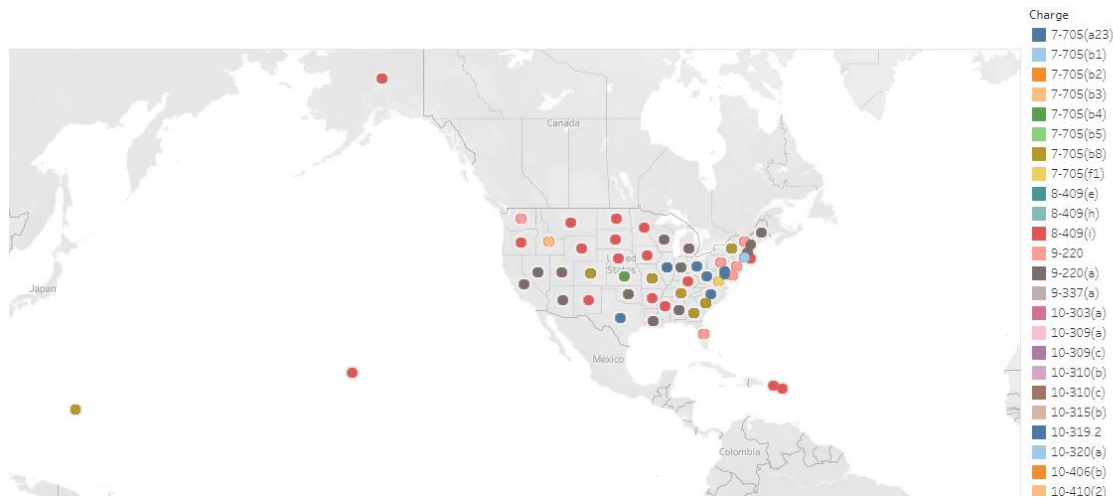 Charge
7-705(a23)
7-705(b1)
7-705(b2)
7-705(b3)
7-705(b4)
7-705(b5)
7-705(b8)
7-705(f1)
8-409(e)
8-409(h)
8-409(i)
9-220
9-220(a)
9-337(a)
10-303(a)
10-309(a)
10-309(c)
10-310(b)
10-310(c)
10-315(b)
10-319.2
10-320(a)
10-406(b)
10-410(2)
Canada
United
States
Japan
Mexico
Colombia